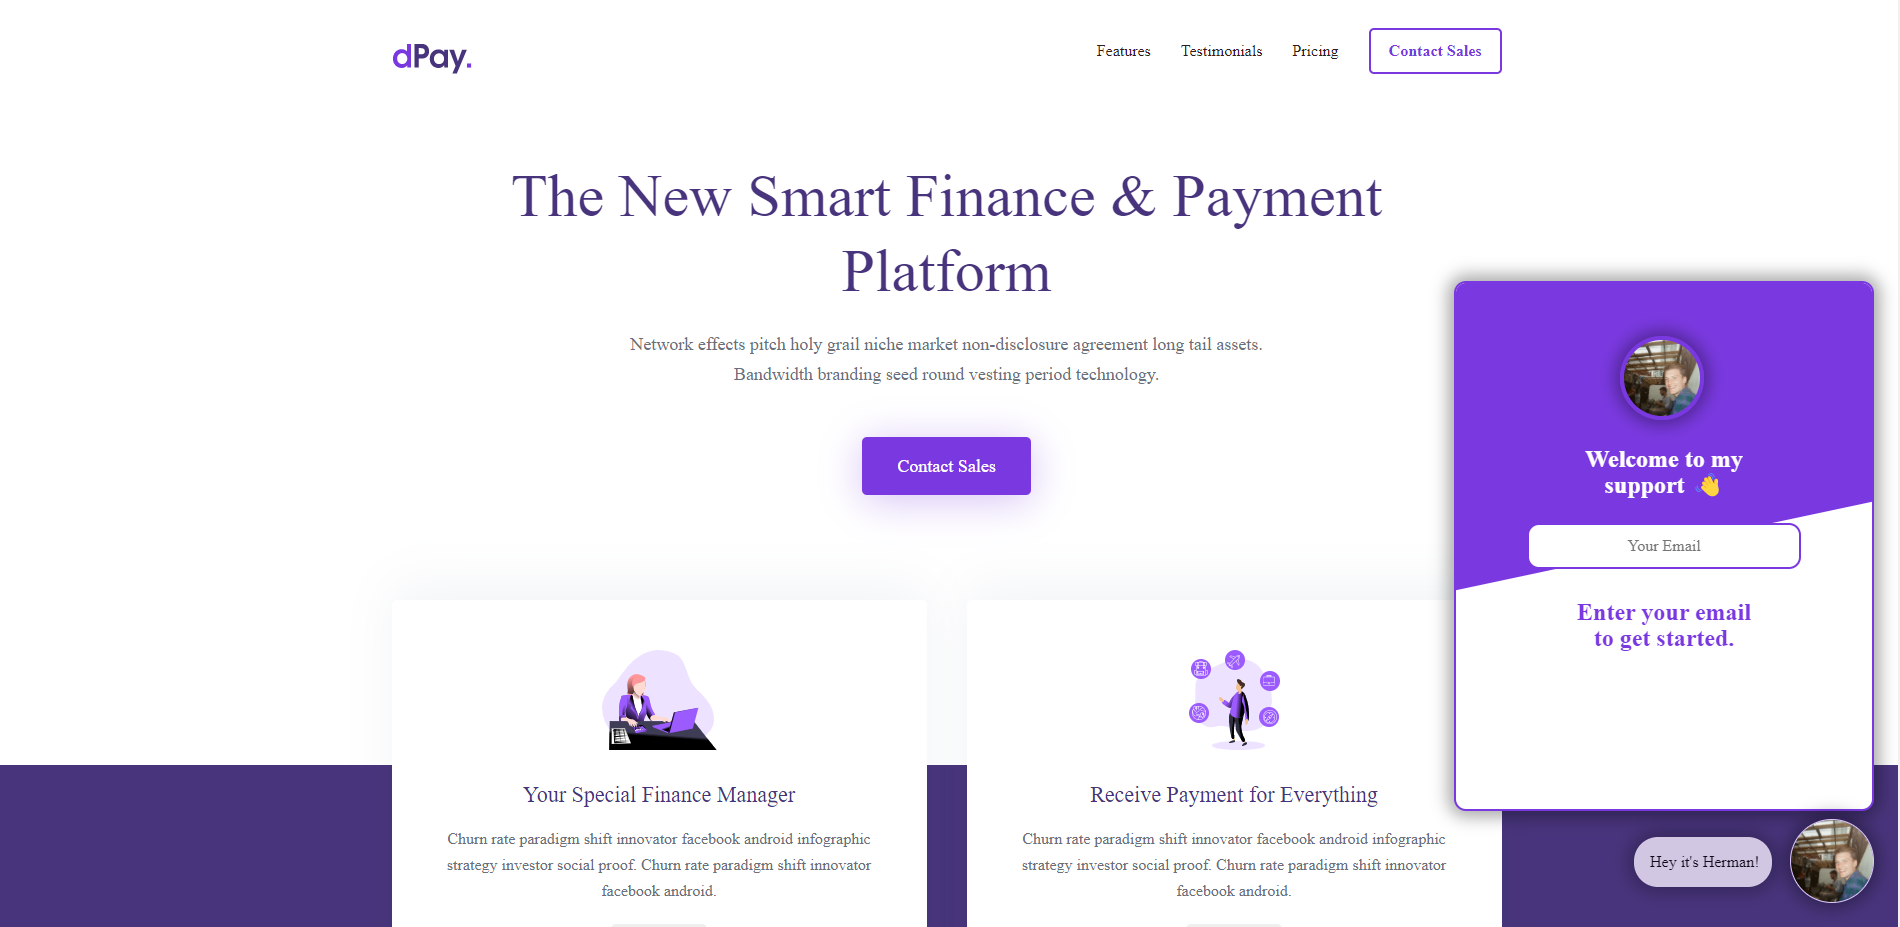 dPay.
Features
Testimonials
Pricing
Contact Sales
The New Smart Finance & Payment
Platform
Network effects pitch holy grail niche market non-disclosure agreement long tail assets.
Bandwidth branding seed round vesting period technology.
Contact Sales
Your Special Finance Manager
Churn rate paradigm shift innovator facebook android infographic
strategy investor social proof. Churn rate paradigm shift innovator
facebook android.
Receive Payment for Everything
Churn rate paradigm shift innovator facebook android infographic
strategy investor social proof. Churn rate paradigm shift innovator
facebook android.
Welcome to my
support 👋
Your Email
Enter your email
to get started.
Hey it's Herman!